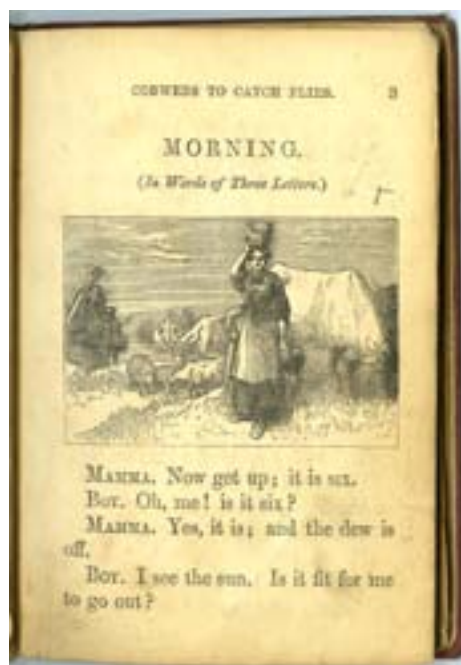 COBWEBS TO CATCH FLIES. 3
MORNING.
(In Words of Three Letters.)
MAMMA. Now get up; it is six.
BOY. Oh, me! is it six?
MAMMA. Yes, it is; and the dew is
off.
BOY. I see the sun. Is it fit for me
to go out?